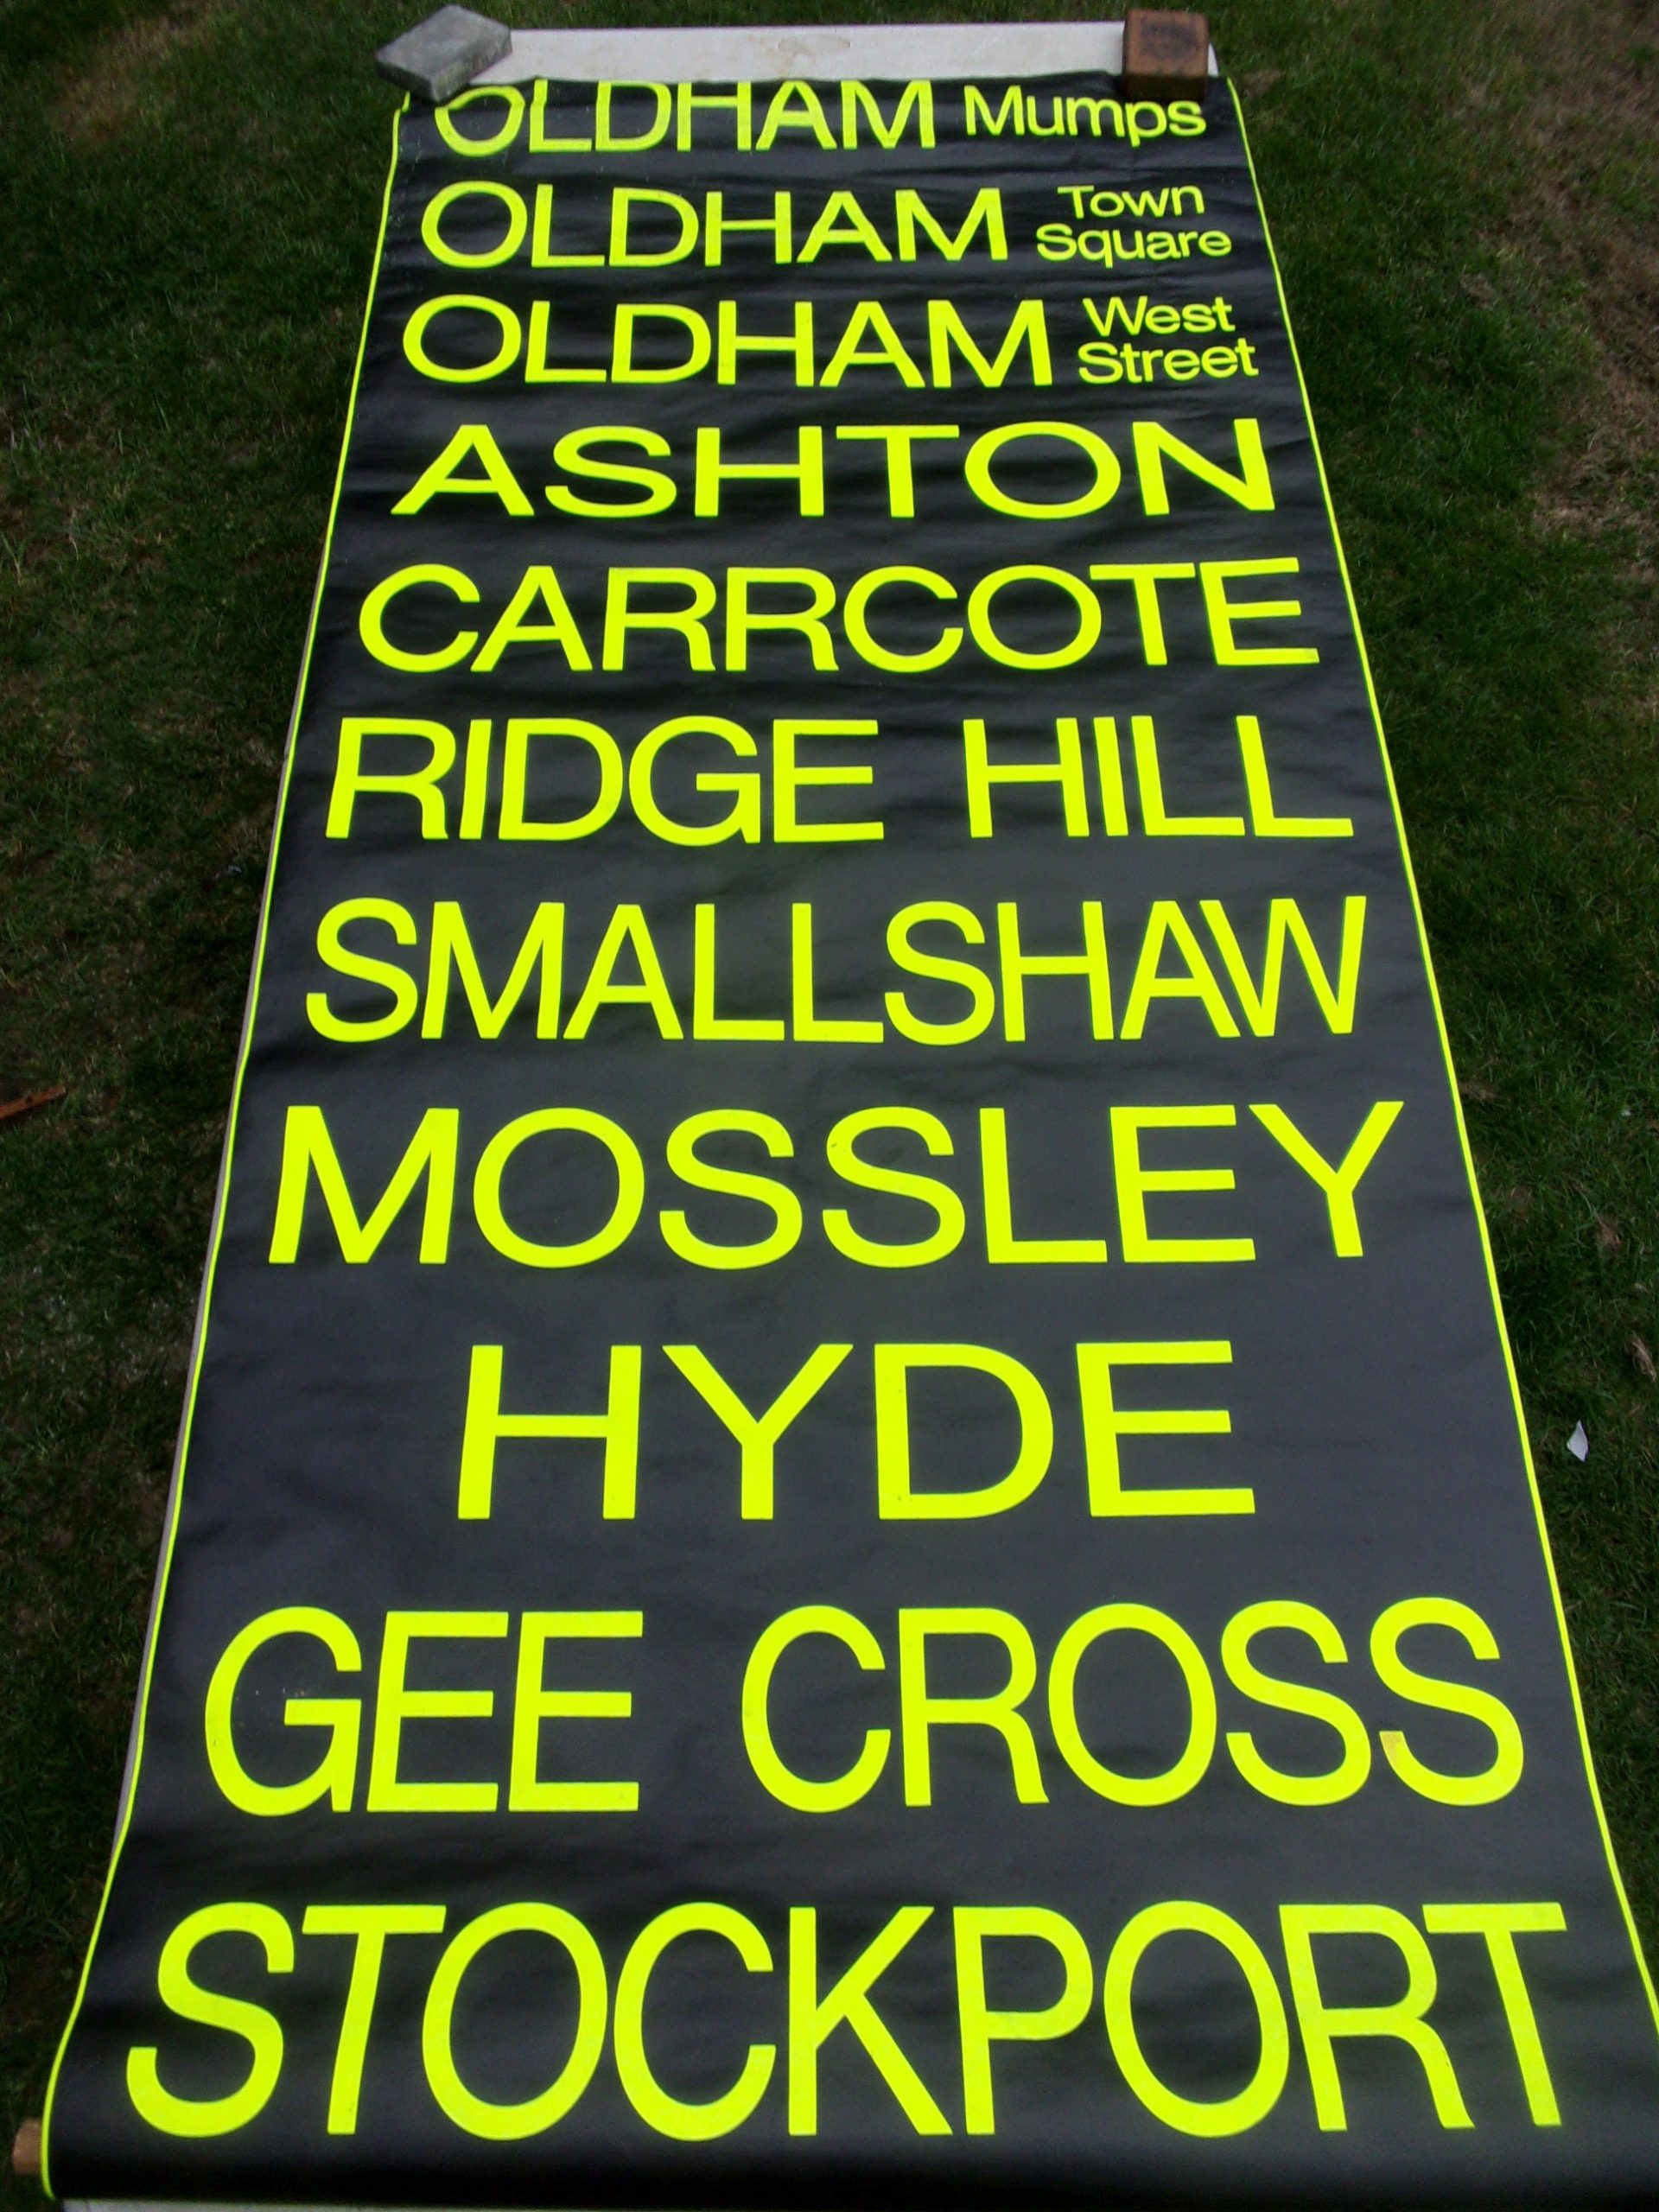 OLDHAM Mumps
OLDHAM Town Square
OLDHAM West Street
ASHTON
CARRCOTE
RIDGE HILL
SMALLSHAW
MOSSLEY
HYDE
GEE CROSS
STOCKPORT